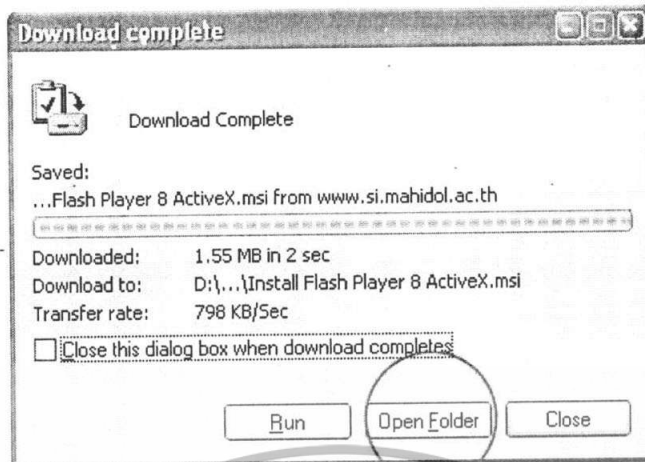 Download complete
Download Complete
Saved:
...Flash Player 8 ActiveX.msi from www.si.mahidol.ac.th
Downloaded: 1.55 MB in 2 sec
Download to: D:\...\Install Flash Player 8 ActiveX.msi
Transfer rate: 798 KB/Sec
Close this dialog box when download completes
Run Open Folder Close